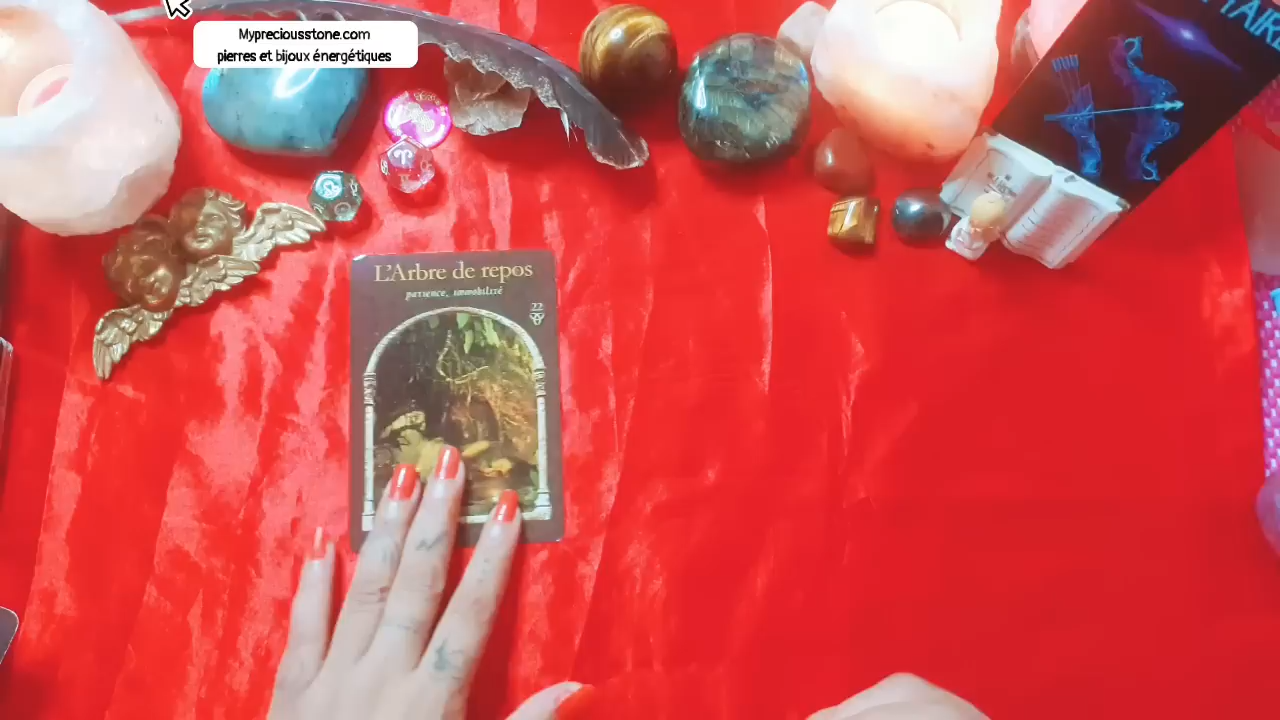 Mypreciousstone.com
pierres et bijoux énergétiques
L'Arbre de repos
patience, immobilité
22